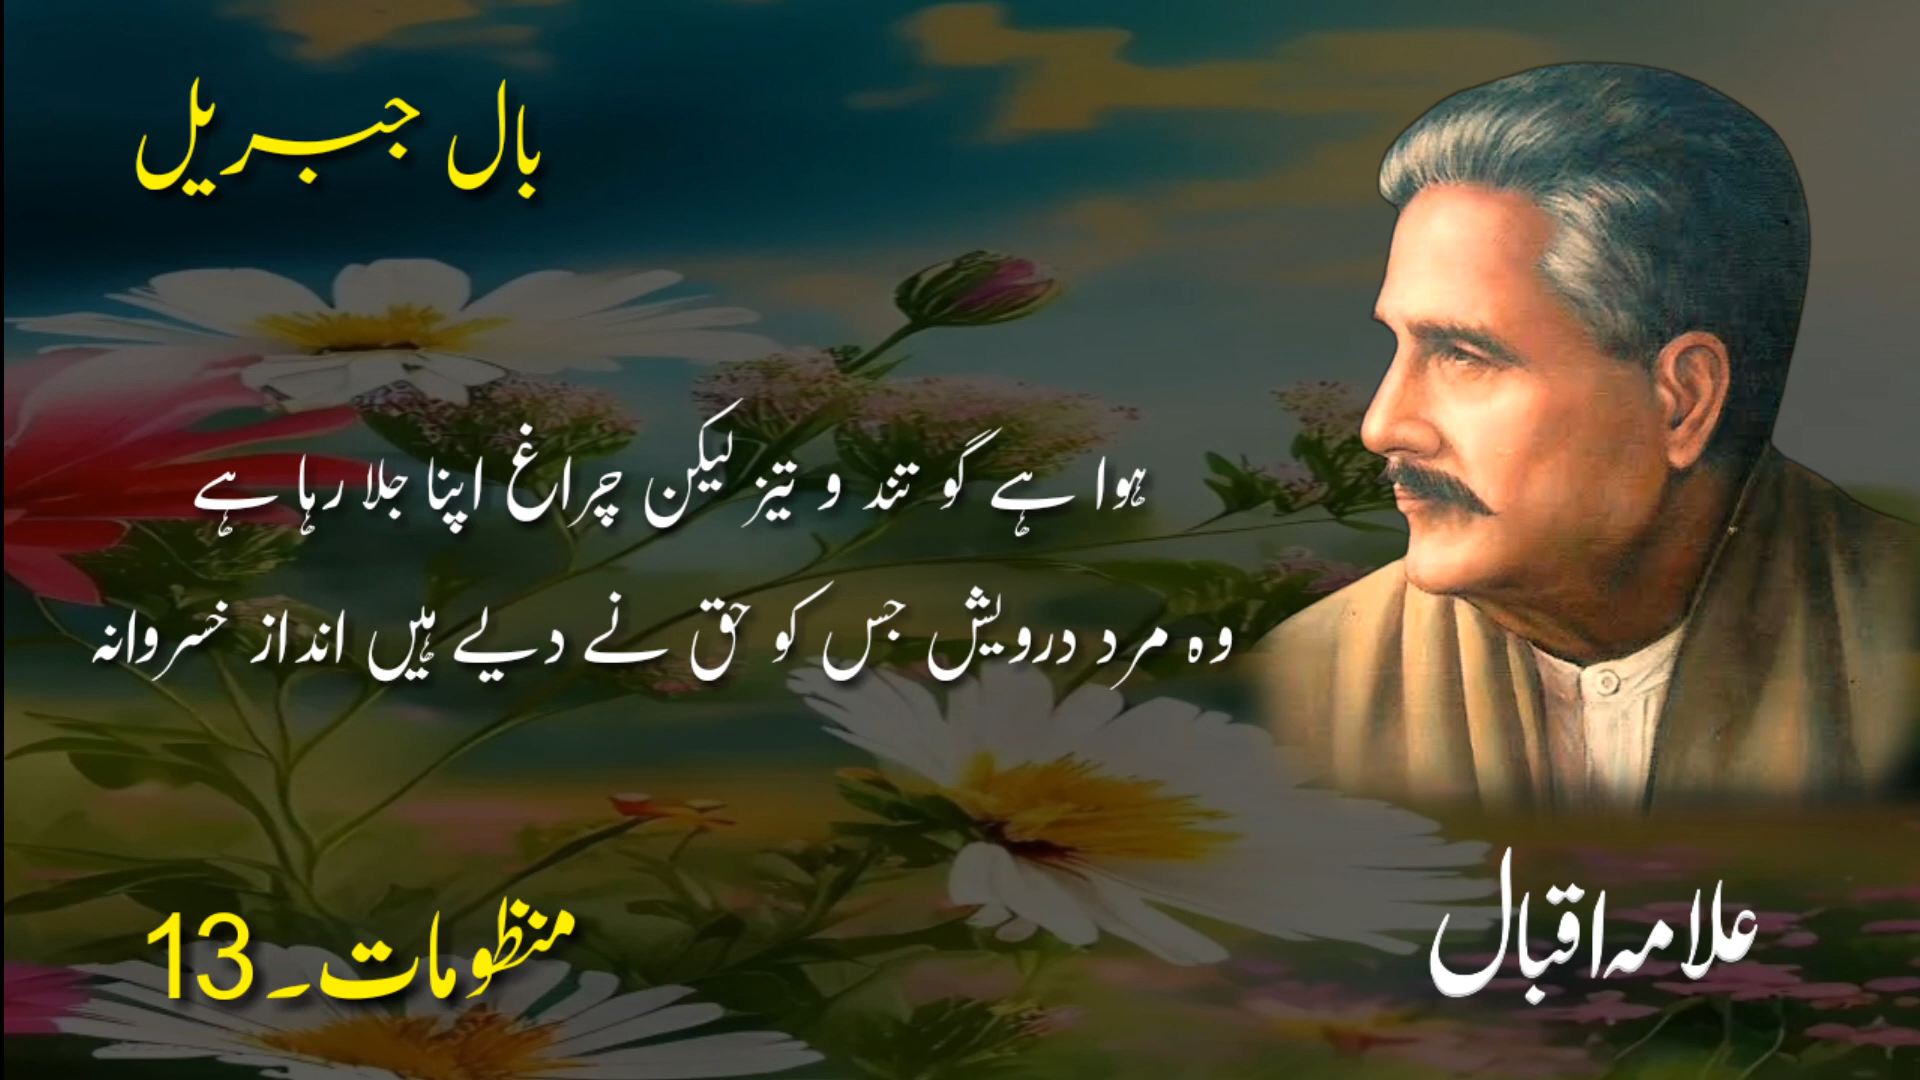 بال جبریل
ہوا ہے گو تند و تیز لیکن چراغ اپنا جلا رہا ہے
وہ مرد درویش جس کو حق نے دیے ہیں انداز خسروانہ
علامہ اقبال
منظومات۔13